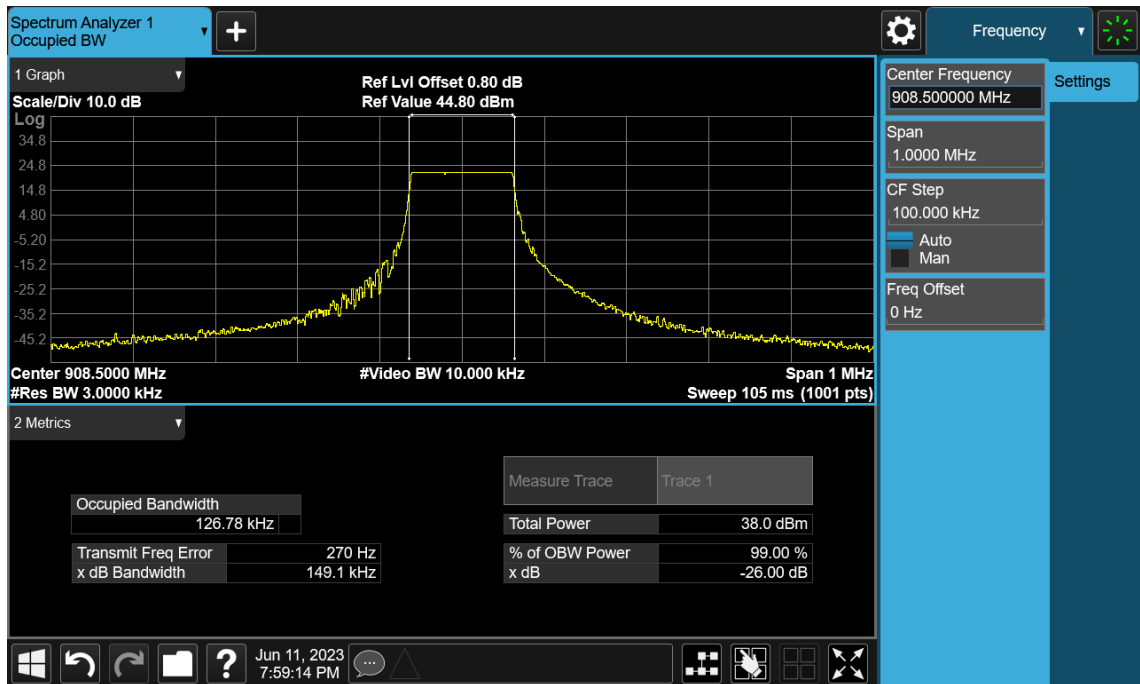 Spectrum Analyzer 1
Occupied BW
Frequency
1 Graph
Scale/Div 10.0 dB
Ref Lvl Offset 0.80 dB
Ref Value 44.80 dBm
Log
34.8
24.8
14.8
4.80
-5.20
-15.2
-25.2
-35.2
-45.2
Center 908.5000 MHz
#Video BW 10.000 kHz
Span 1 MHz
#Res BW 3.0000 kHz
Sweep 105 ms (1001 pts)
Center Frequency
908.500000 MHz
Settings
Span
1.0000 MHz
CF Step
100.000 kHz
Auto
Man
Freq Offset
0 Hz
2 Metrics
Occupied Bandwidth
126.78 kHz
Transmit Freq Error 270 Hz
x dB Bandwidth 149.1 kHz
Measure Trace Trace 1
Total Power 38.0 dBm
% of OBW Power 99.00 %
x dB -26.00 dB
?
Jun 11, 2023
7:59:14 PM